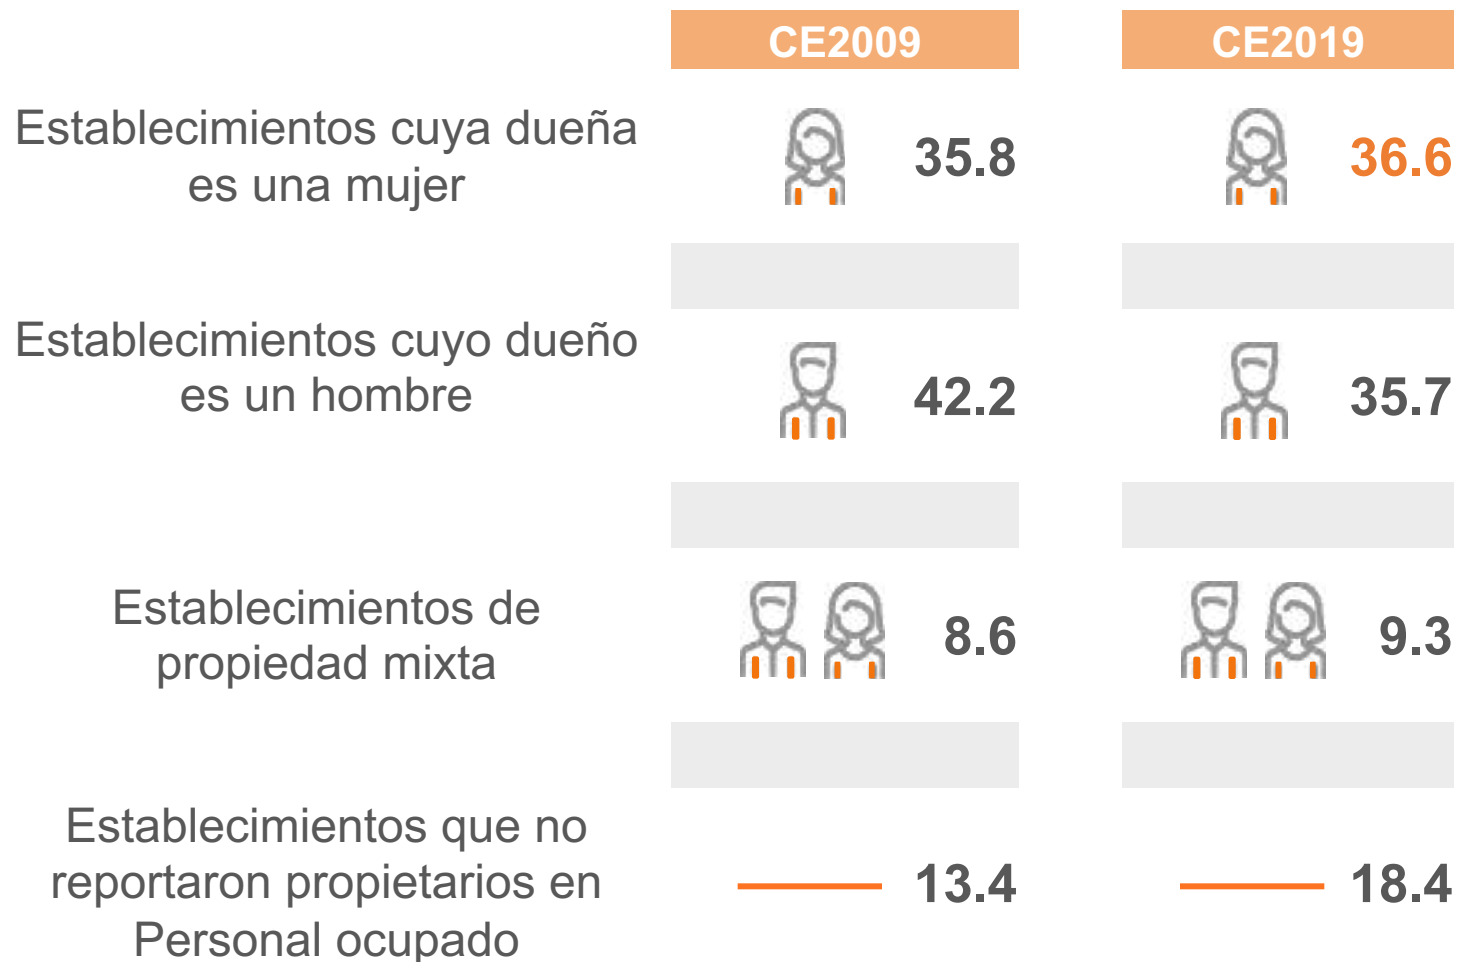 CE2009
CE2019
Establecimientos cuya dueña
es una mujer
35.8
36.6
Establecimientos cuyo dueño
es un hombre
42.2
35.7
Establecimientos de
propiedad mixta
8.6
9.3
Establecimientos que no
reportaron propietarios en
Personal ocupado
13.4
18.4